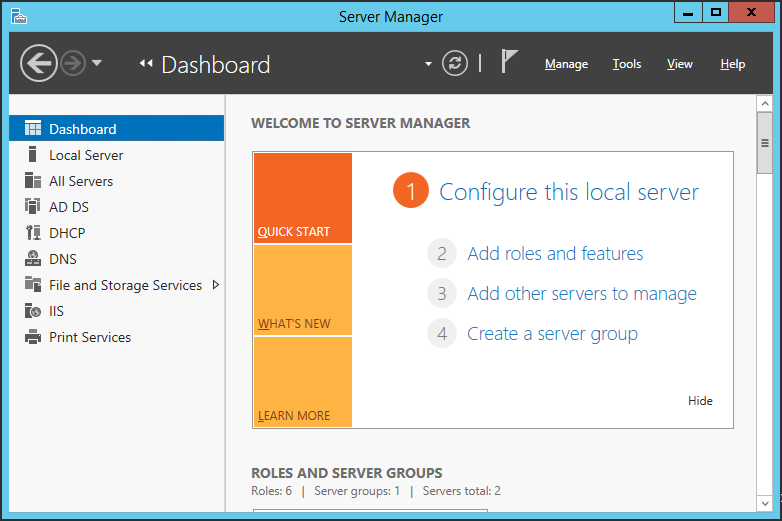 Server Manager
Dashboard
Manage Tools View Help
Dashboard
Local Server
All Servers
AD DS
DHCP
DNS
File and Storage Services
IIS
Print Services
WELCOME TO SERVER MANAGER
QUICK START
WHAT'S NEW
LEARN MORE
1 Configure this local server
2 Add roles and features
3 Add other servers to manage
4 Create a server group
Hide
ROLES AND SERVER GROUPS
Roles: 6 | Server groups: 1 | Servers total: 2